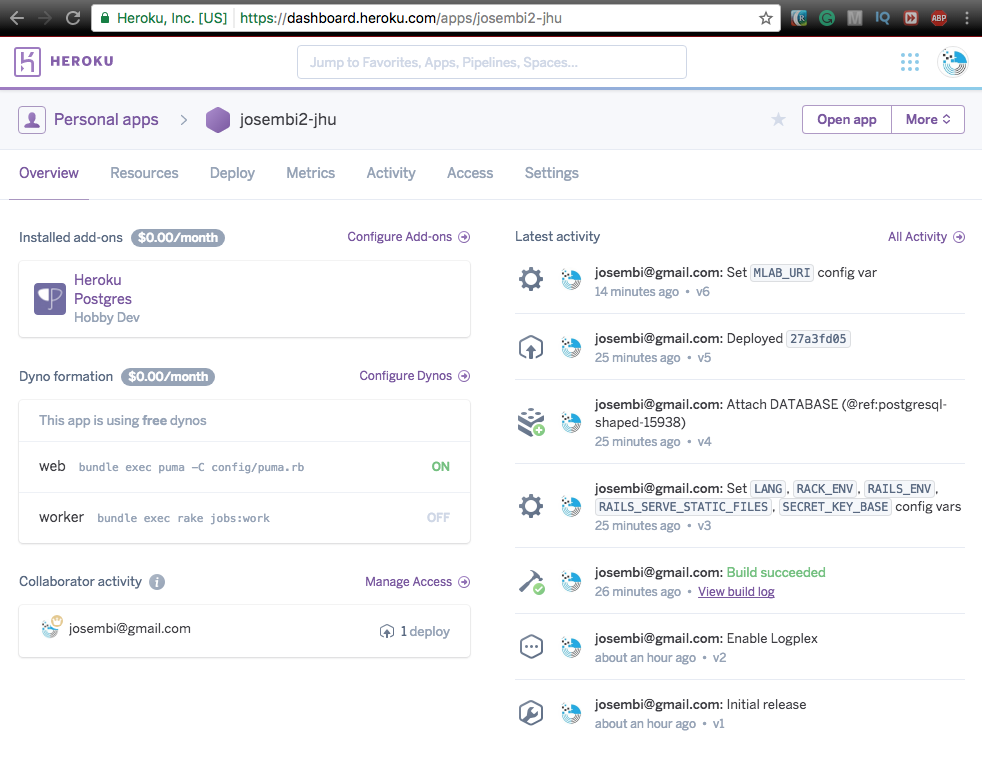 Heroku, Inc. [US] https://dashboard.heroku.com/apps/josembi2-jhu
R
G
M
IQ
ABP
HEROKU
Jump to Favorites, Apps, Pipelines, Spaces...
Personal apps
josembi2-jhu
Open app
More
Overview
Resources
Deploy
Metrics
Activity
Access
Settings
Installed add-ons $0.00/month
Configure Add-ons
Heroku
Postgres
Hobby Dev
Dyno formation $0.00/month
Configure Dynos
This app is using free dynos
web bundle exec puma -C config/puma.rb ON
worker bundle exec rake jobs:work OFF
Collaborator activity i
Manage Access
josembi@gmail.com 1 deploy
Latest activity
All Activity
josembi@gmail.com: Set MLAB_URI config var
14 minutes ago • v6
josembi@gmail.com: Deployed 27a3fd05
25 minutes ago • v5
josembi@gmail.com: Attach DATABASE (@ref:postgresql-
shaped-15938)
25 minutes ago • v4
josembi@gmail.com: Set LANG, RACK_ENV, RAILS_ENV,
RAILS_SERVE_STATIC_FILES, SECRET_KEY_BASE config vars
25 minutes ago • v3
josembi@gmail.com: Build succeeded
26 minutes ago • View build log
josembi@gmail.com: Enable Logplex
about an hour ago • v2
josembi@gmail.com: Initial release
about an hour ago • v1